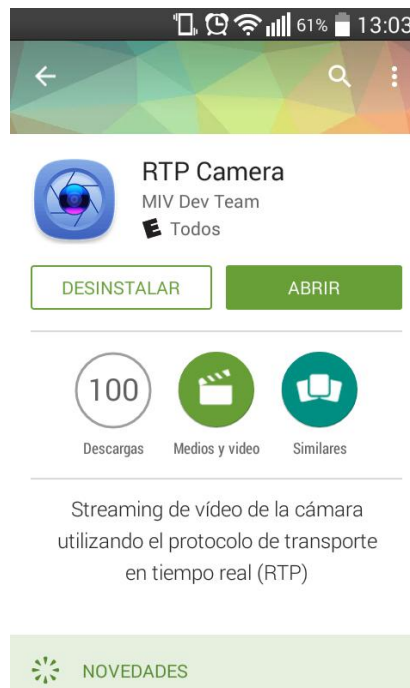 61% 13:03
RTP Camera
MIV Dev Team
E Todos
DESINSTALAR ABRIR
100
Descargas Medios y video Similares
Streaming de vídeo de la cámara
utilizando el protocolo de transporte
en tiempo real (RTP)
NOVEDADES